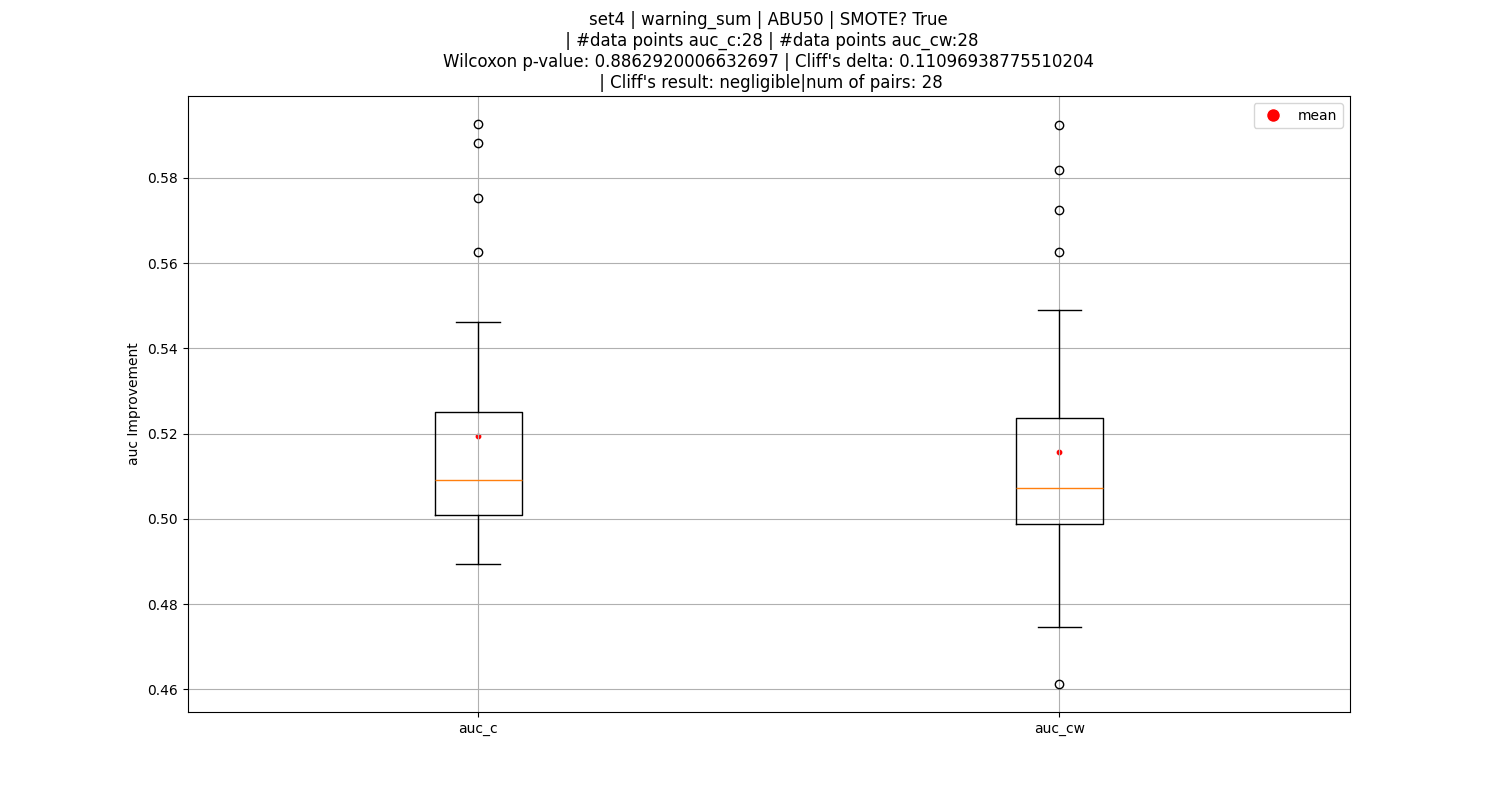 set4 | warning_sum | ABU50 | SMOTE? True
| #data points auc_c:28 | #data points auc_cw:28
Wilcoxon p-value: 0.8862920006632697 | Cliff's delta: 0.11096938775510204
| Cliff's result: negligible|num of pairs: 28
mean
auc Improvement
0.58
0.56
0.54
0.52
0.50
0.48
0.46
auc_c
auc_cw